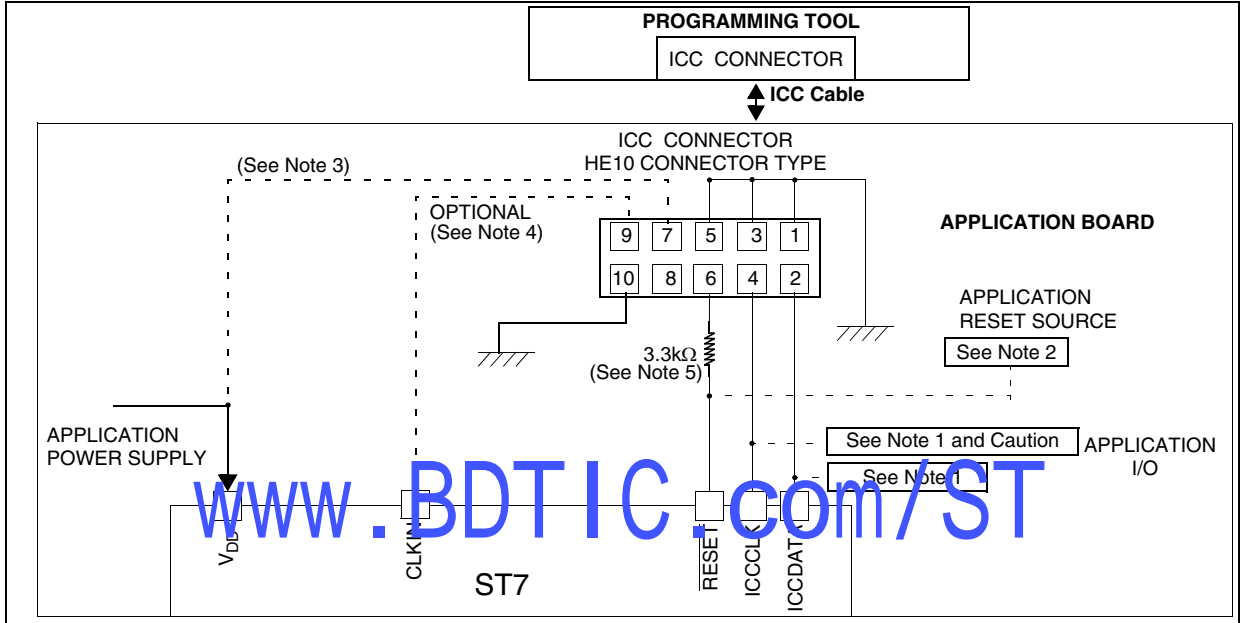 PROGRAMMING TOOL
ICC CONNECTOR
ICC Cable
ICC CONNECTOR
HE10 CONNECTOR TYPE
(See Note 3)
OPTIONAL
(See Note 4)
9 7 5 3 1
10 8 6 4 2
APPLICATION BOARD
APPLICATION
RESET SOURCE
See Note 2
3.3kΩ
(See Note 5)
APPLICATION
POWER SUPPLY
See Note 1 and Caution
APPLICATION
I/O
See Note 1
www.BDTIC.com/ST
VDD
CLKIN
RESET
ICCCLK
ICCDATA
ST7